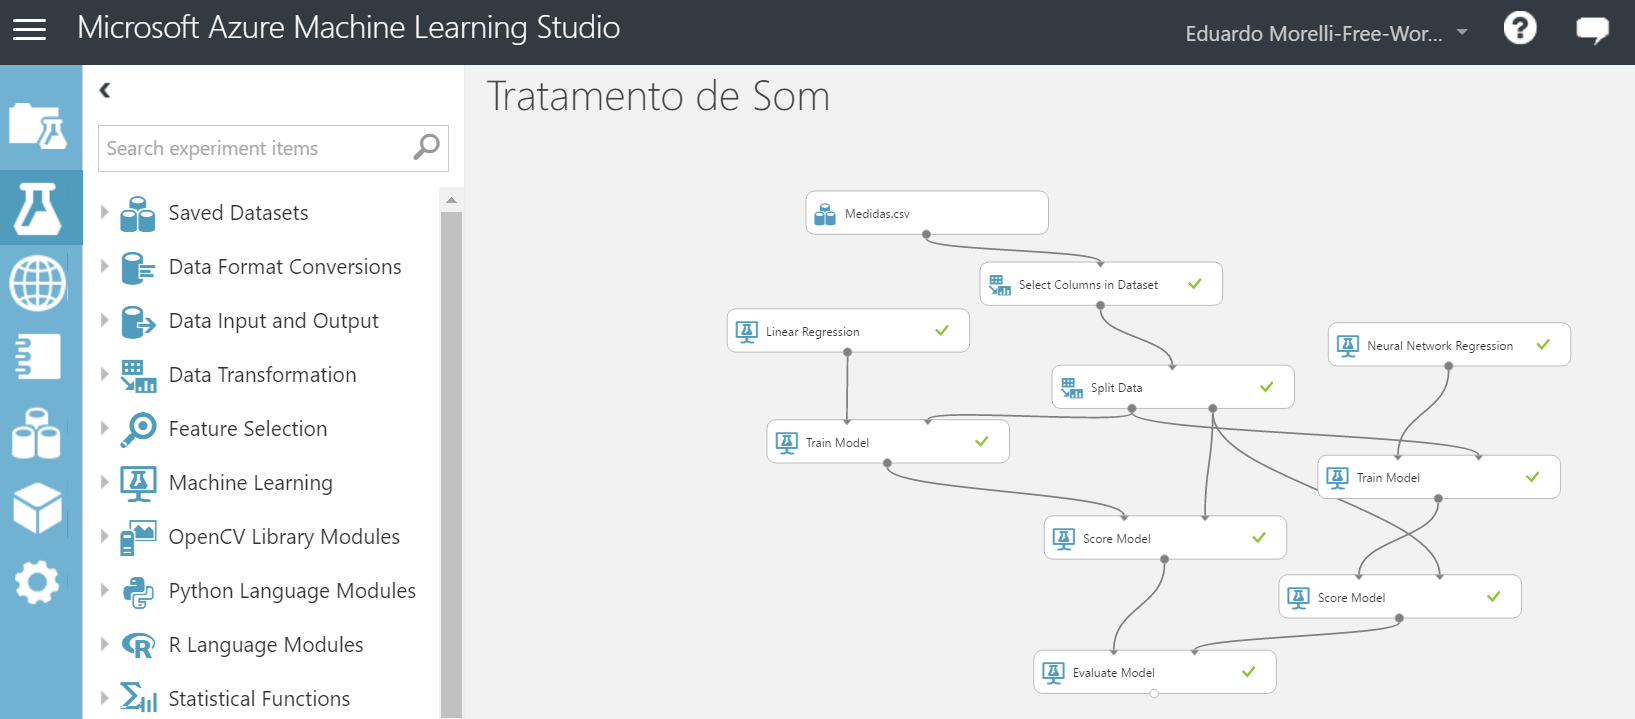 Microsoft Azure Machine Learning Studio
Eduardo Morelli-Free-Wor...
?
Tratamento de Som
Search experiment items
Saved Datasets
Data Format Conversions
Data Input and Output
Data Transformation
Feature Selection
Machine Learning
OpenCV Library Modules
Python Language Modules
R Language Modules
Statistical Functions
Medidas.csv
Select Columns in Dataset
Linear Regression
Neural Network Regression
Split Data
Train Model
Train Model
Score Model
Score Model
Evaluate Model